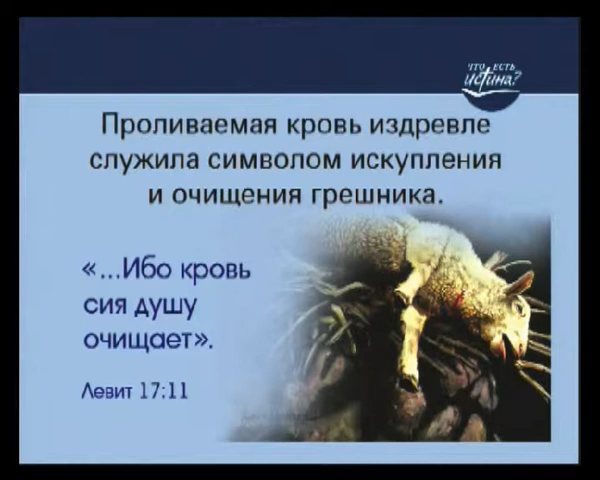 ЧТО ЕСТЬ
ИСТИНА?
Проливаемая кровь издревле
служила символом искупления
и очищения грешника.
«...Ибо кровь
сия душу
очищает».
Левит 17:11